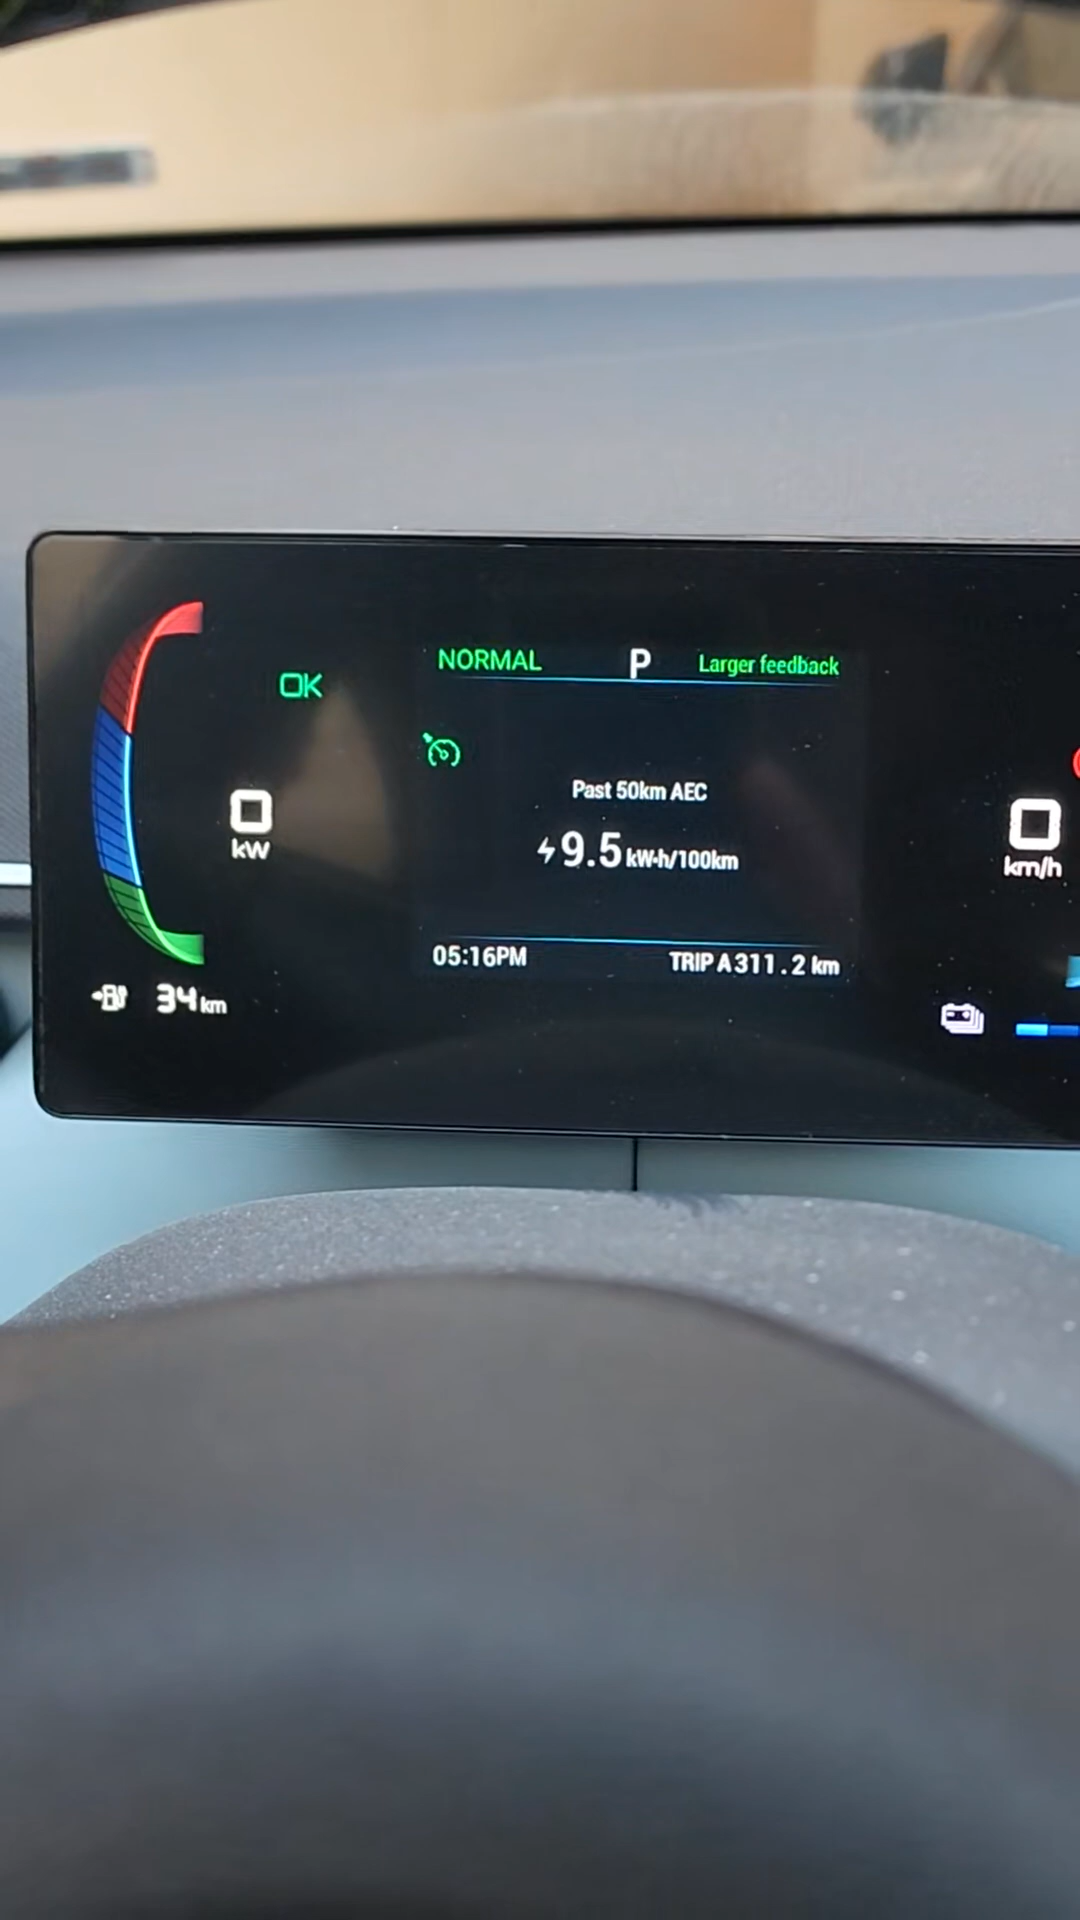 NORMAL P Larger feedback
OK
Past 50km AEC
0
kW
9.5 kW·h/100km
0
km/h
05:16PM TRIP A 311.2 km
34 km